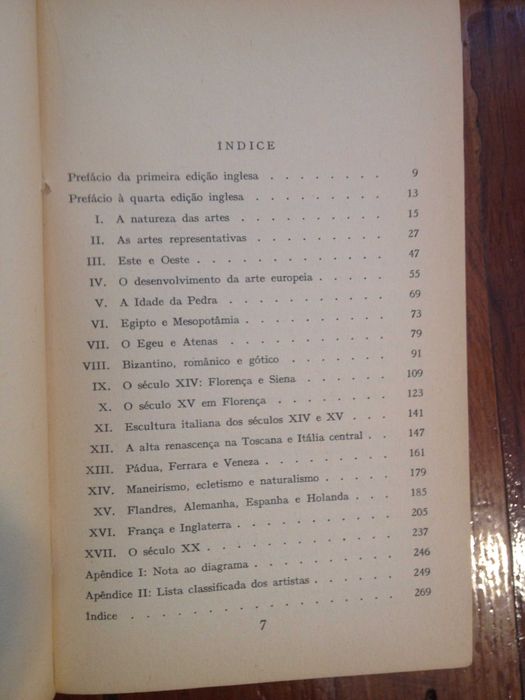 ÍNDICE
Prefácio da primeira edição inglesa . . . . . . . . 9
Prefácio à quarta edição inglesa . . . . . . . . . 13
I. A natureza das artes . . . . . . . . . 15
II. As artes representativas . . . . . . . . 27
III. Este e Oeste . . . . . . . . . . . 47
IV. O desenvolvimento da arte europeia . . . . . 55
V. A Idade da Pedra . . . . . . . . . . 69
VI. Egipto e Mesopotâmia . . . . . . . . . 73
VII. O Egeu e Atenas . . . . . . . . . . 79
VIII. Bizantino, românico e gótico . . . . . . . 91
IX. O século XIV: Florença e Siena . . . . . . 109
X. O século XV em Florença . . . . . . . . 123
XI. Escultura italiana dos séculos XIV e XV . . . 141
XII. A alta renascença na Toscana e Itália central . . 147
XIII. Pádua, Ferrara e Veneza . . . . . . . . 161
XIV. Maneirismo, ecletismo e naturalismo . . . . . 179
XV. Flandres, Alemanha, Espanha e Holanda . . . . 185
XVI. França e Inglaterra . . . . . . . . . . 205
XVII. O século XX . . . . . . . . . . . . 237
Apêndice I: Nota ao diagrama . . . . . . . . . . 246
Apêndice II: Lista classificada dos artistas . . . . . . 249
Índice . . . . . . . . . . . . . . . . 269
7